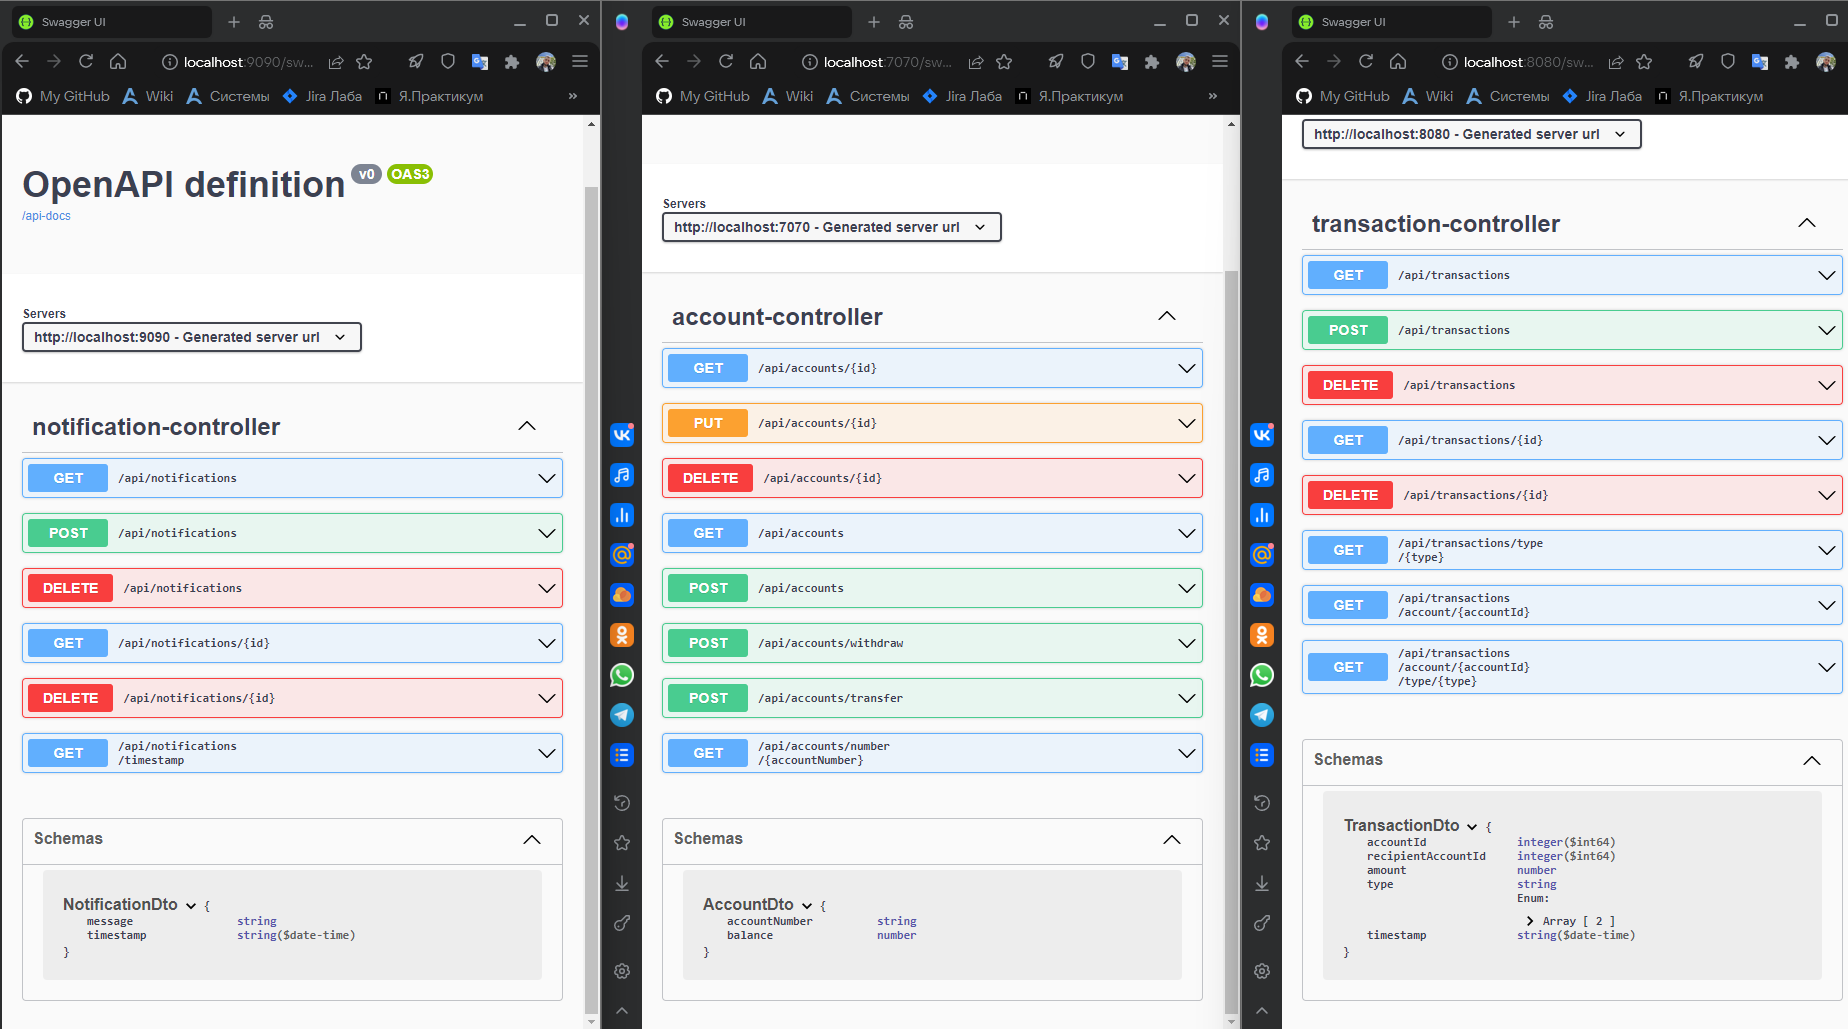 Swagger UI
localhost:9090/sw...
My GitHub
Wiki
Системы
Jira Лаба
Я.Практикум
»
OpenAPI definition
v0
OAS3
/api-docs
Servers
http://localhost:9090 - Generated server url
notification-controller
GET /api/notifications
POST /api/notifications
DELETE /api/notifications
GET /api/notifications/{id}
DELETE /api/notifications/{id}
GET /api/notifications
/timestamp
Schemas
NotificationDto {
message string
timestamp string($date-time)
}
Swagger UI
localhost:7070/sw...
My GitHub
Wiki
Системы
Jira Лаба
Я.Практикум
»
Servers
http://localhost:7070 - Generated server url
account-controller
GET /api/accounts/{id}
PUT /api/accounts/{id}
DELETE /api/accounts/{id}
GET /api/accounts
POST /api/accounts
POST /api/accounts/withdraw
POST /api/accounts/transfer
GET /api/accounts/number
/{accountNumber}
Schemas
AccountDto {
accountNumber string
balance number
}
Swagger UI
localhost:8080/sw...
My GitHub
Wiki
Системы
Jira Лаба
Я.Практикум
http://localhost:8080 - Generated server url
transaction-controller
GET /api/transactions
POST /api/transactions
DELETE /api/transactions
GET /api/transactions/{id}
DELETE /api/transactions/{id}
GET /api/transactions/type
/{type}
GET /api/transactions
/account/{accountId}
GET /api/transactions
/account/{accountId}
/type/{type}
Schemas
TransactionDto {
accountId integer($int64)
recipientAccountId integer($int64)
amount number
type string
Enum:
Array [ 2 ]
timestamp string($date-time)
}